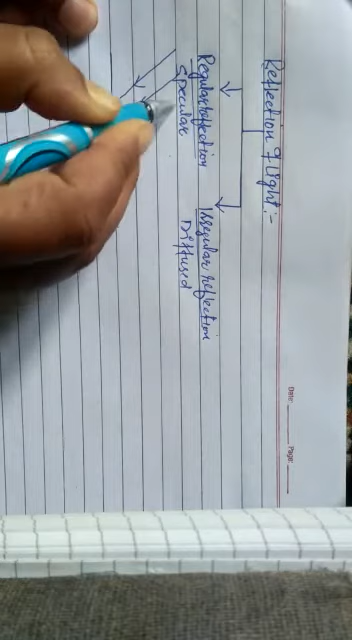 Date: Page:
Reflection of light:-
Regular reflection Irregular reflection
Specular Diffused